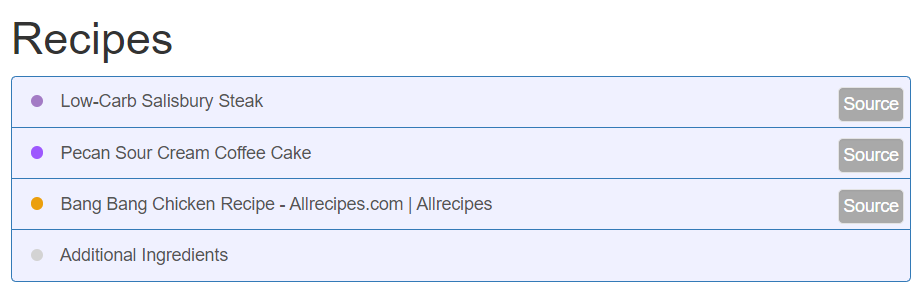 Recipes
Low-Carb Salisbury Steak Source
Pecan Sour Cream Coffee Cake Source
Bang Bang Chicken Recipe - Allrecipes.com | Allrecipes Source
Additional Ingredients